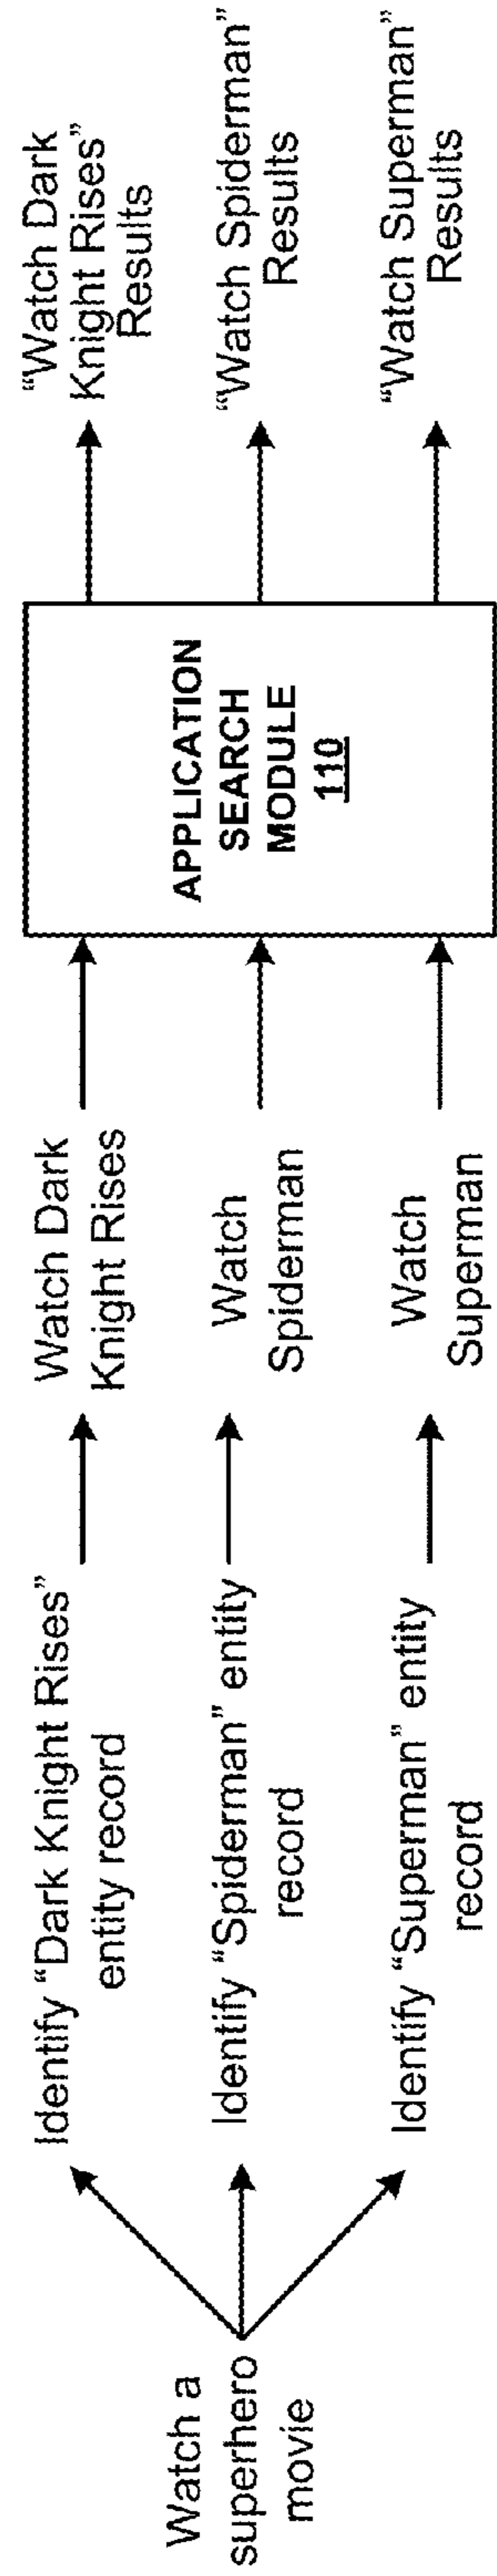 Watch a
superhero
movie
Identify “Dark Knight Rises”
entity record
Identify “Spiderman” entity
record
Identify “Superman” entity
record
Watch Dark
Knight Rises
Watch
Spiderman
Watch
Superman
APPLICATION
SEARCH
MODULE
110
“Watch Dark
Knight Rises”
Results
“Watch Spiderman”
Results
“Watch Superman”
Results